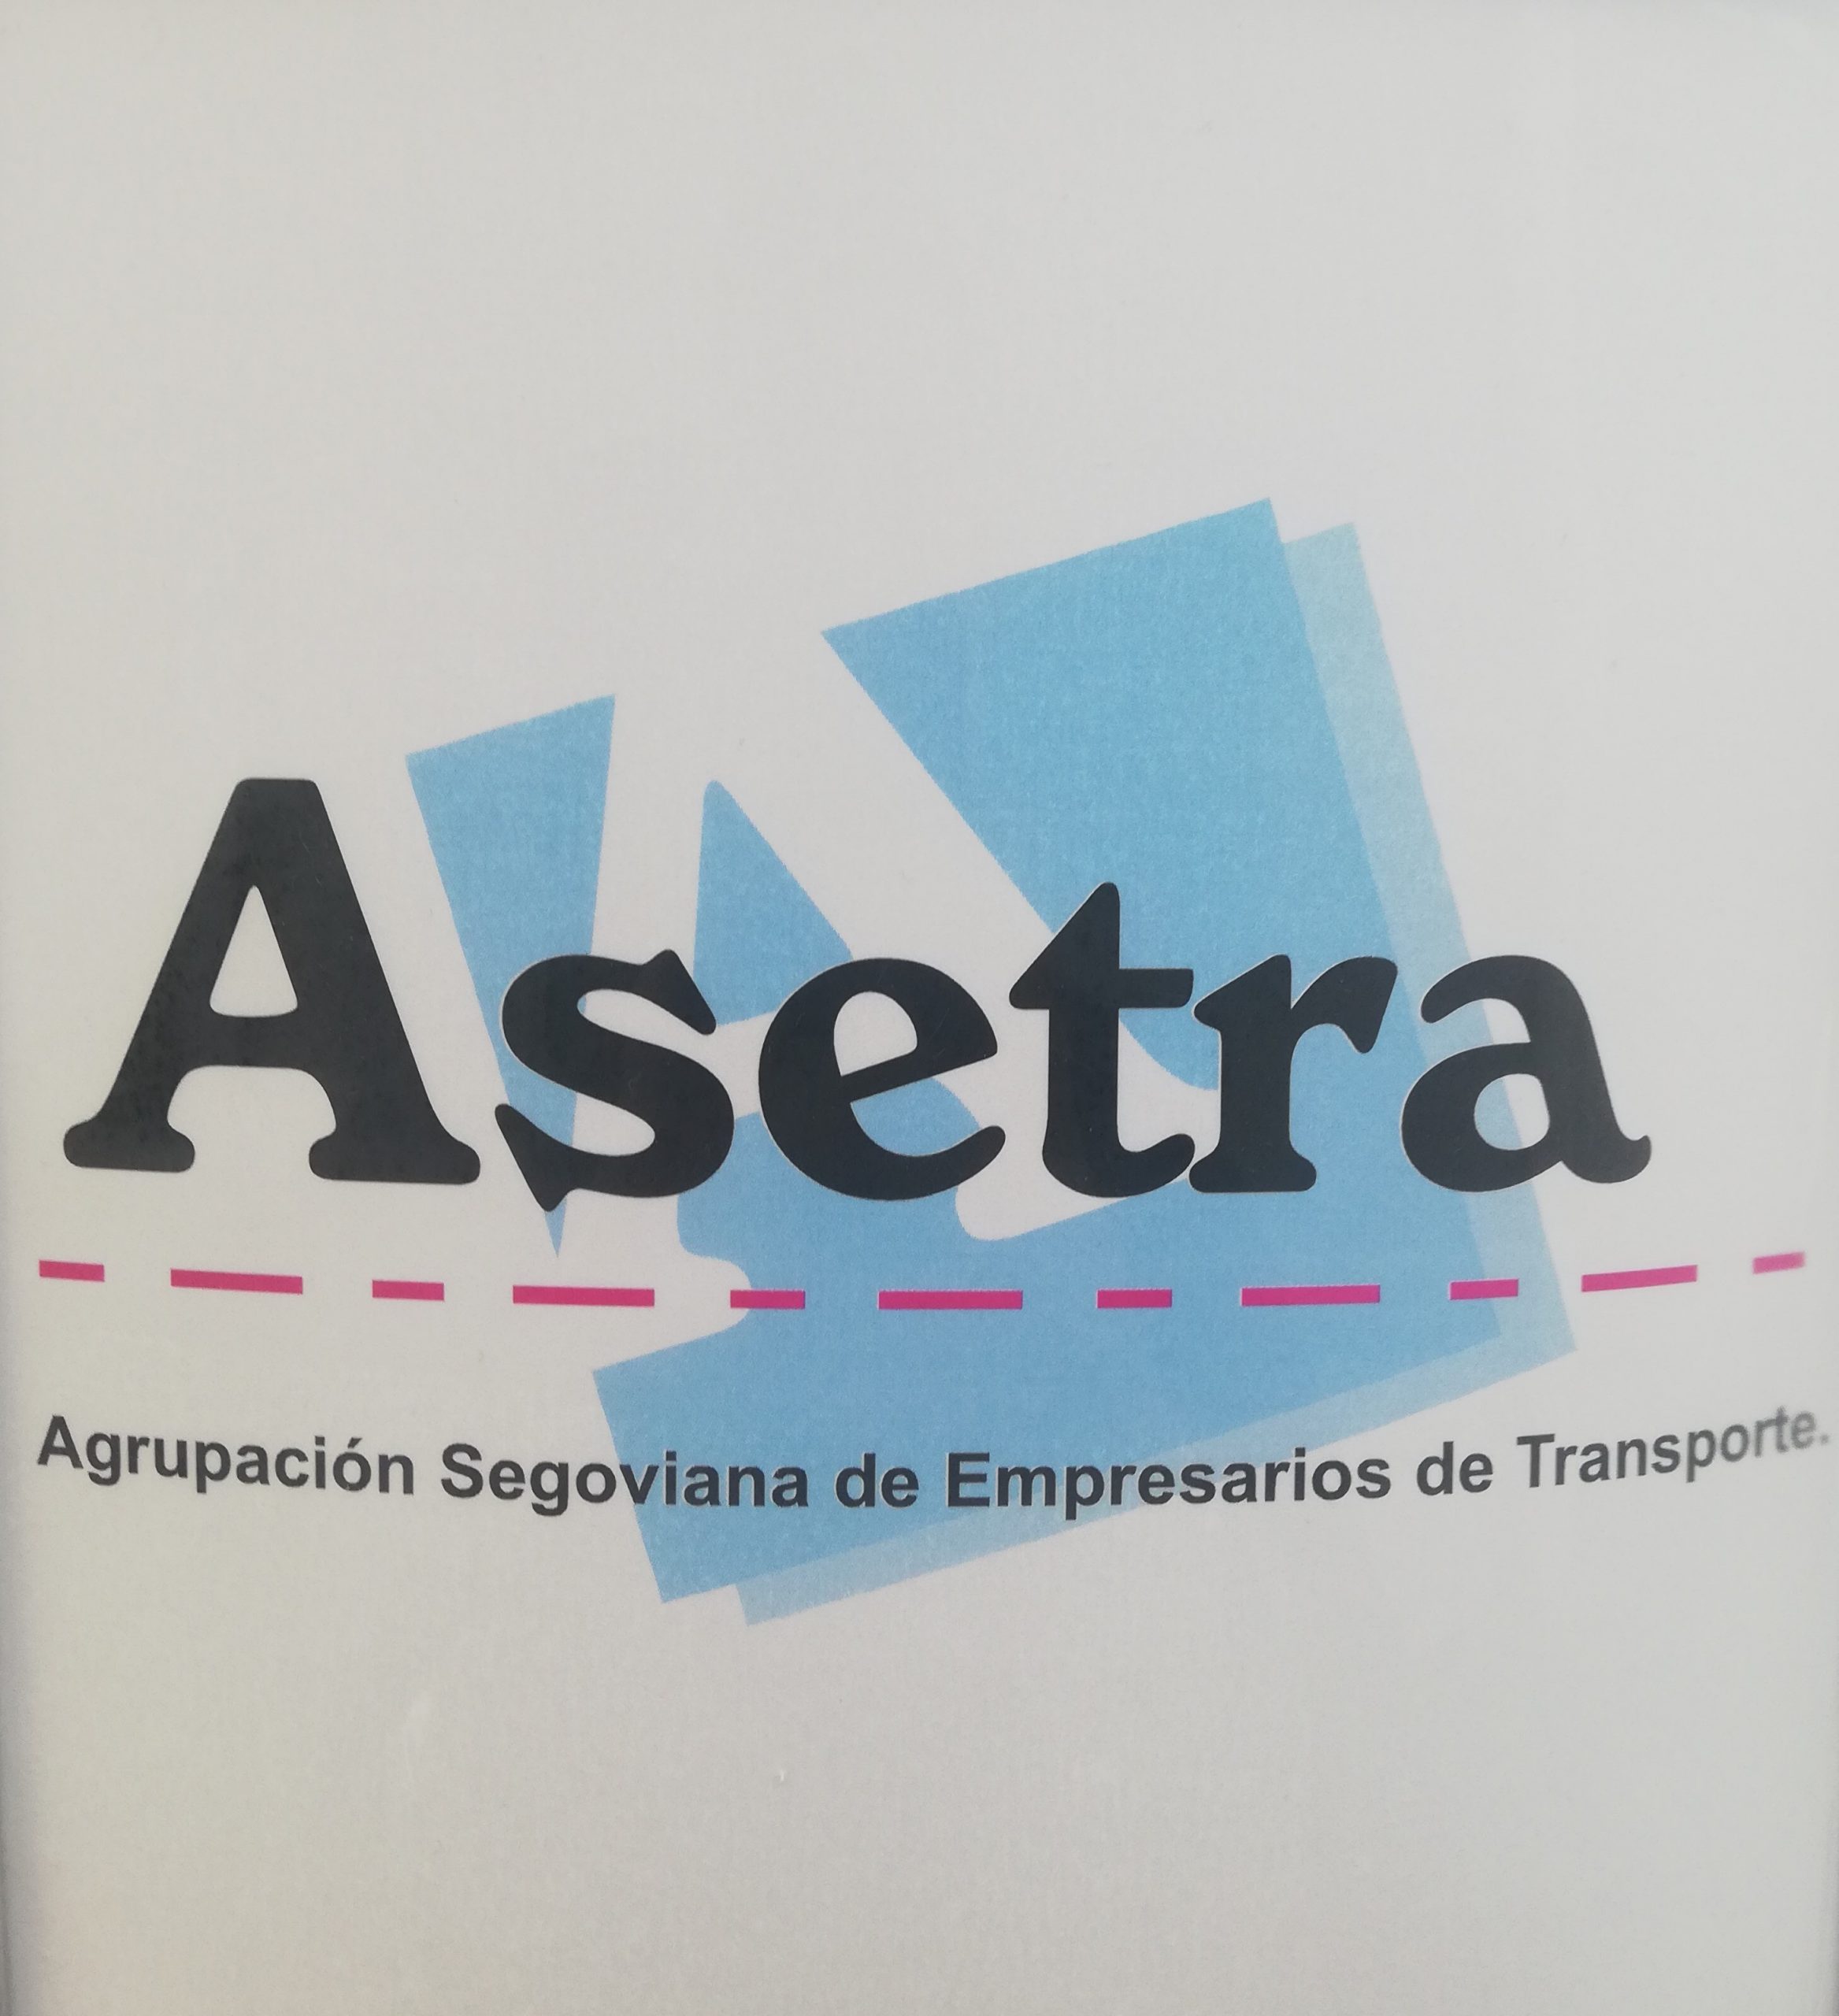 Asetra
Agrupación Segoviana de Empresarios de Transporte.